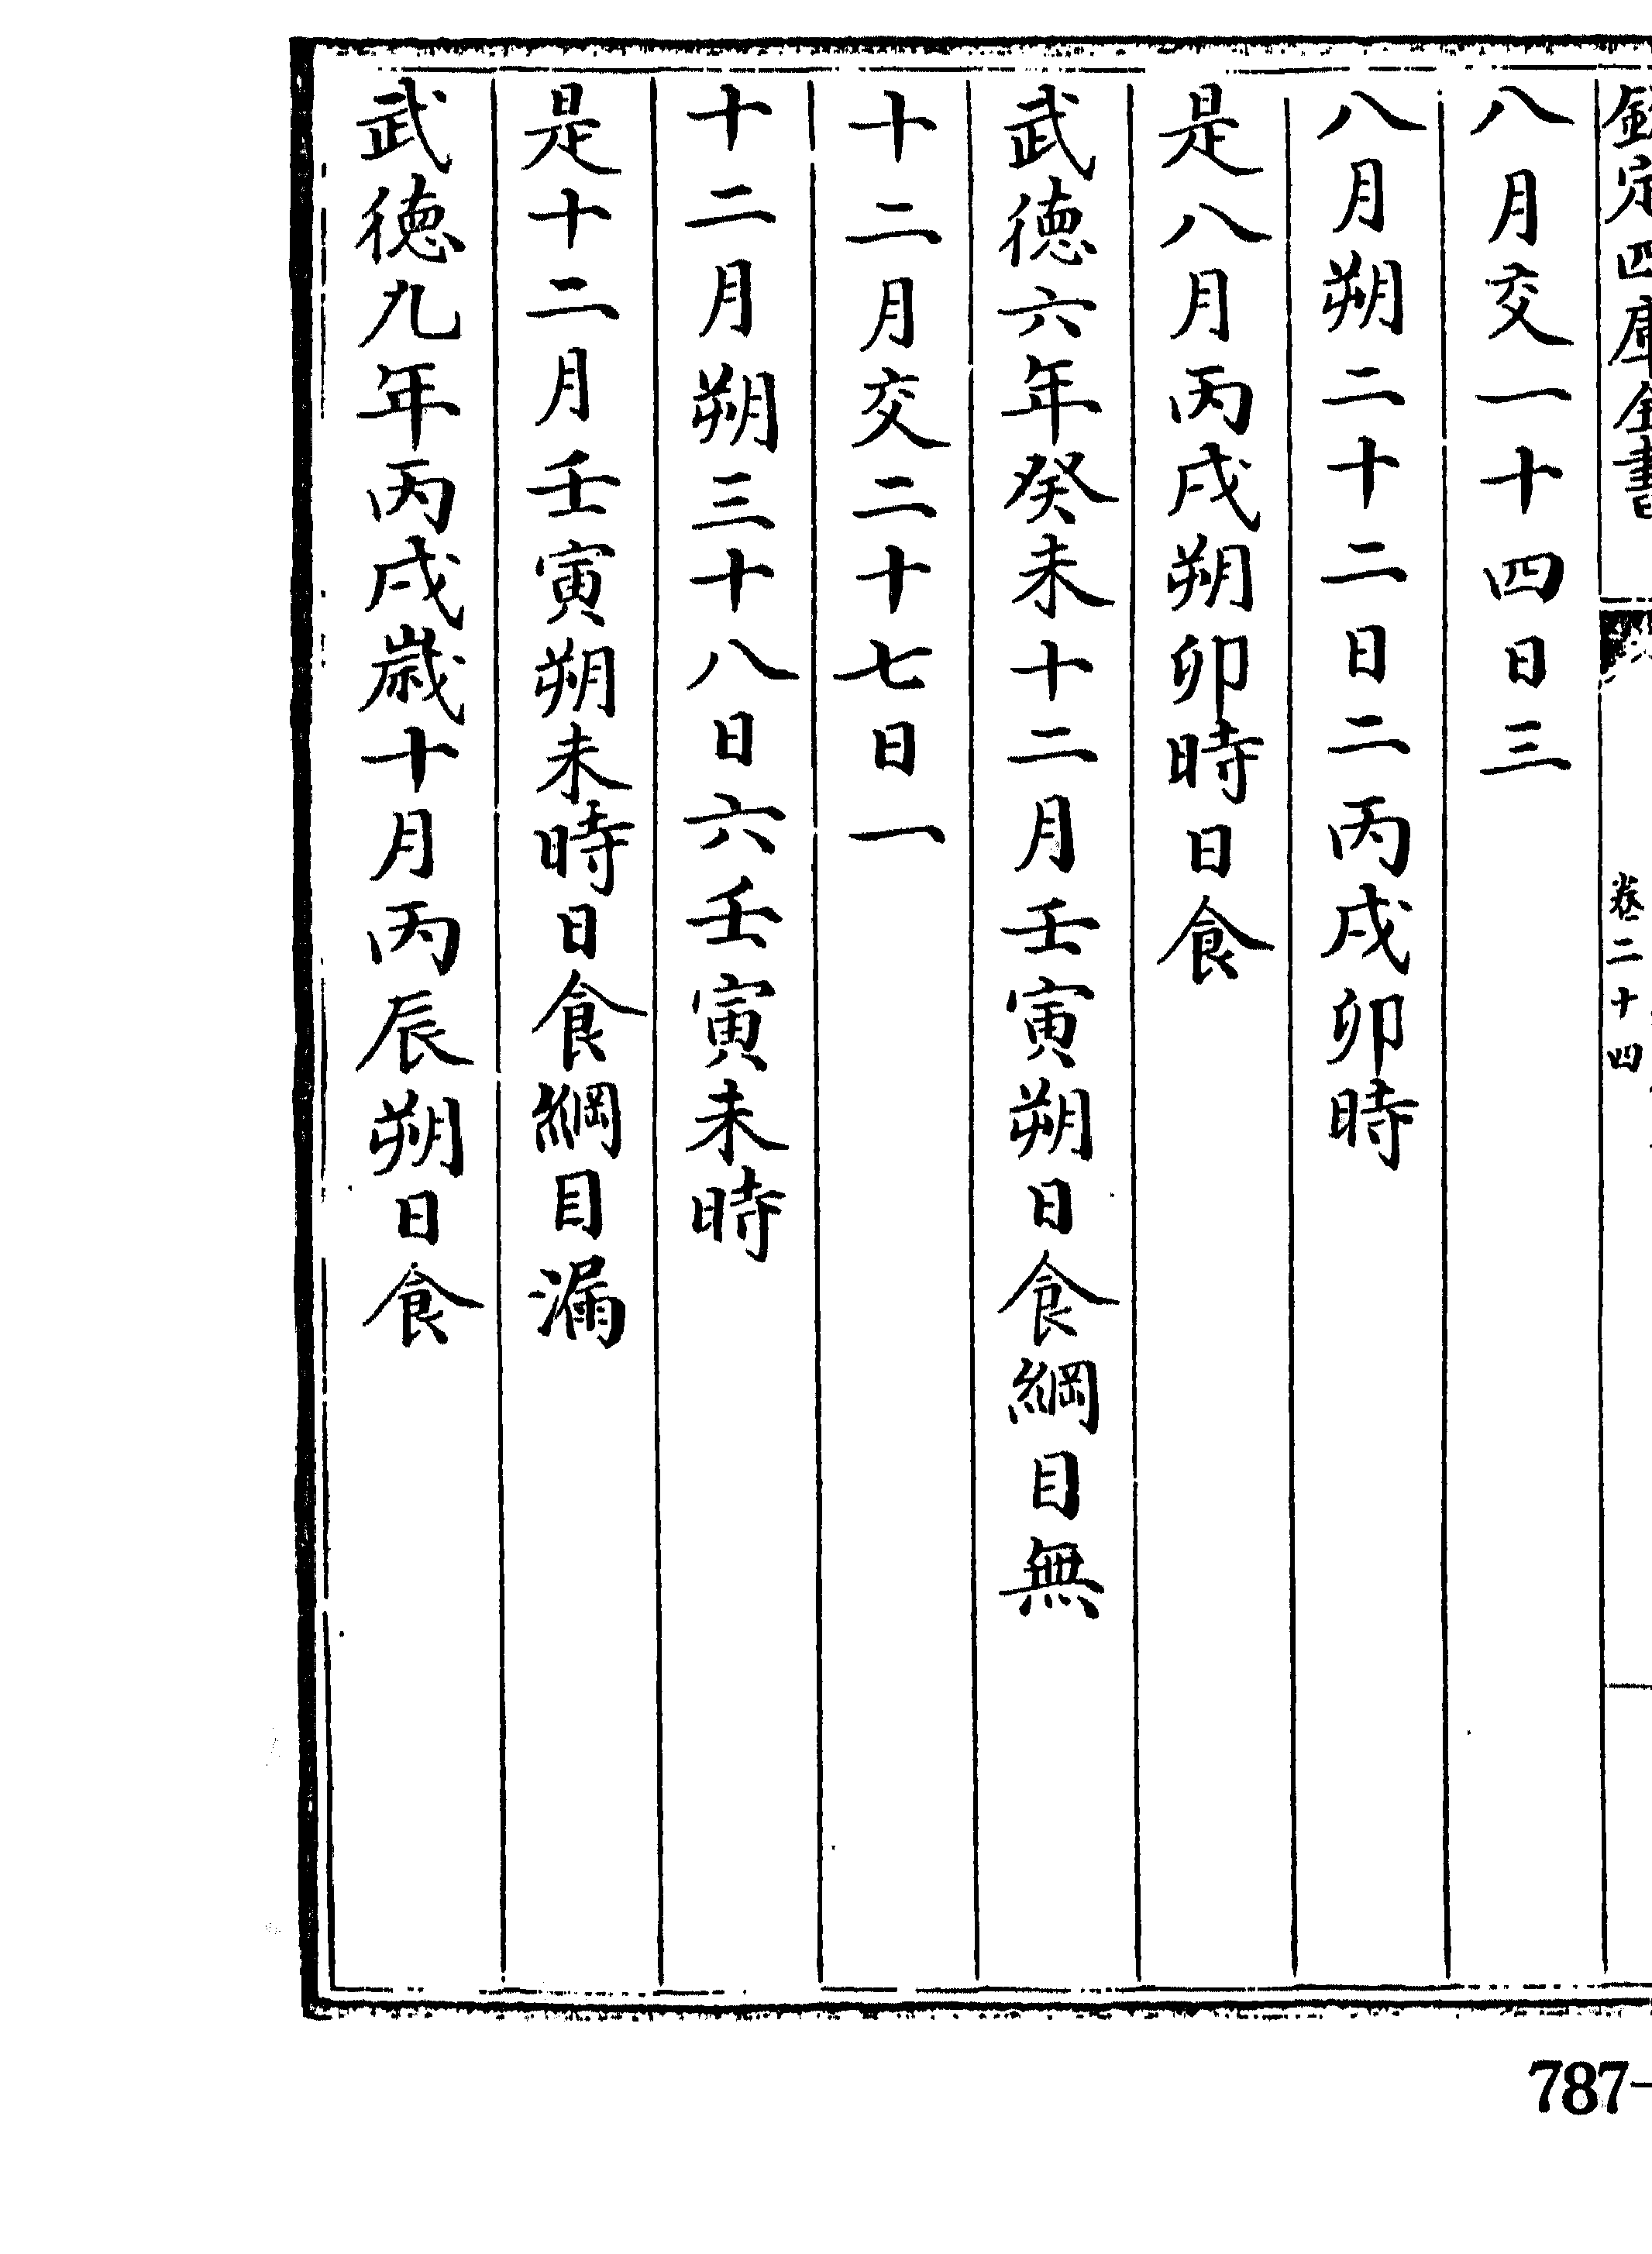 欽定四庫全書
卷二十四
八月交一十四日三
八月朔二十二日二丙戌卯時
是八月丙戌朔卯時日食
武徳六年癸未十二月壬寅朔日食綱目無
十二月交二十七日一
十二月朔三十八日六壬寅未時
是十二月壬寅朔未時日食綱目漏
武徳九年丙戌嵗十月丙辰朔日食
787-